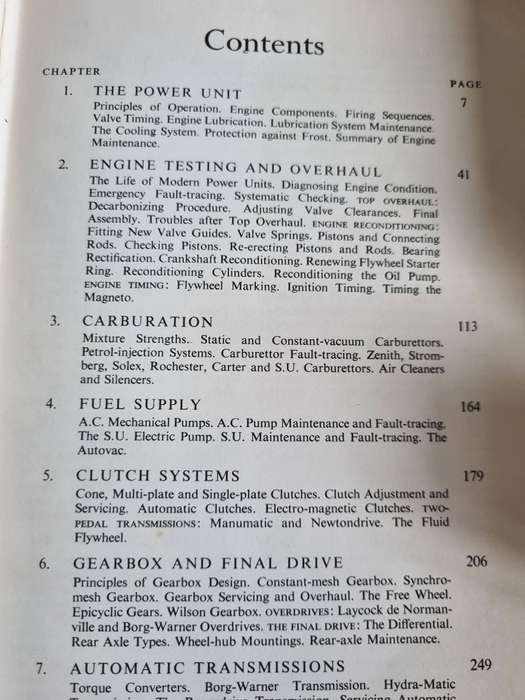 Contents
CHAPTER PAGE
1. THE POWER UNIT 7
Principles of Operation. Engine Components. Firing Sequences.
Valve Timing. Engine Lubrication. Lubrication System Maintenance.
The Cooling System. Protection against Frost. Summary of Engine
Maintenance.
2. ENGINE TESTING AND OVERHAUL 41
The Life of Modern Power Units. Diagnosing Engine Condition.
Emergency Fault-tracing. Systematic Checking. TOP OVERHAUL:
Decarbonizing Procedure. Adjusting Valve Clearances. Final
Assembly. Troubles after Top Overhaul. ENGINE RECONDITIONING:
Fitting New Valve Guides. Valve Springs. Pistons and Connecting
Rods. Checking Pistons. Re-erecting Pistons and Rods. Bearing
Rectification. Crankshaft Reconditioning. Renewing Flywheel Starter
Ring. Reconditioning Cylinders. Reconditioning the Oil Pump.
ENGINE TIMING: Flywheel Marking. Ignition Timing. Timing the
Magneto.
3. CARBURATION 113
Mixture Strengths. Static and Constant-vacuum Carburettors.
Petrol-injection Systems. Carburettor Fault-tracing. Zenith, Strom-
berg, Solex, Rochester, Carter and S.U. Carburettors. Air Cleaners
and Silencers.
4. FUEL SUPPLY 164
A.C. Mechanical Pumps. A.C. Pump Maintenance and Fault-tracing.
The S.U. Electric Pump. S.U. Maintenance and Fault-tracing. The
Autovac.
5. CLUTCH SYSTEMS 179
Cone, Multi-plate and Single-plate Clutches. Clutch Adjustment and
Servicing. Automatic Clutches. Electro-magnetic Clutches. TWO-
PEDAL TRANSMISSIONS: Manumatic and Newtondrive. The Fluid
Flywheel.
6. GEARBOX AND FINAL DRIVE 206
Principles of Gearbox Design. Constant-mesh Gearbox. Synchro-
mesh Gearbox. Gearbox Servicing and Overhaul. The Free Wheel.
Epicyclic Gears. Wilson Gearbox. OVERDRIVES: Laycock de Norman-
ville and Borg-Warner Overdrives. THE FINAL DRIVE: The Differential.
Rear Axle Types. Wheel-hub Mountings. Rear-axle Maintenance.
7. AUTOMATIC TRANSMISSIONS 249
Torque Converters. Borg-Warner Transmission. Hydra-Matic